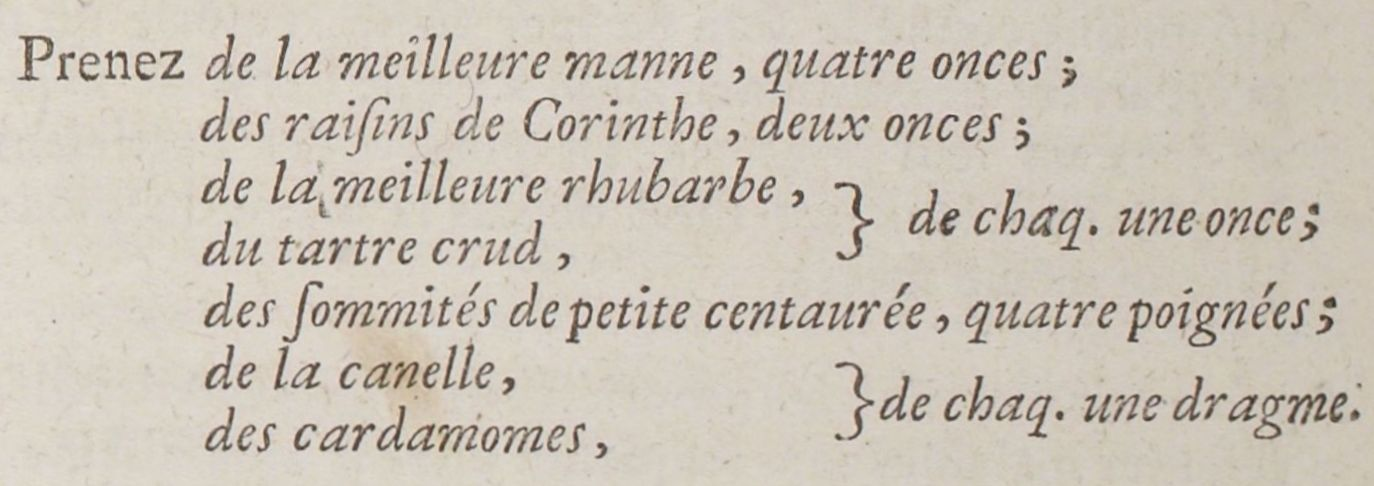 Prenez de la meilleure manne, quatre onces;
des raiſins de Corinthe, deux onces;
de la meilleure rhubarbe,
du tartre crud,
} de chaq. une once;
des ſommités de petite centaurée, quatre poignées;
de la canelle,
des cardamomes,
} de chaq. une dragme.